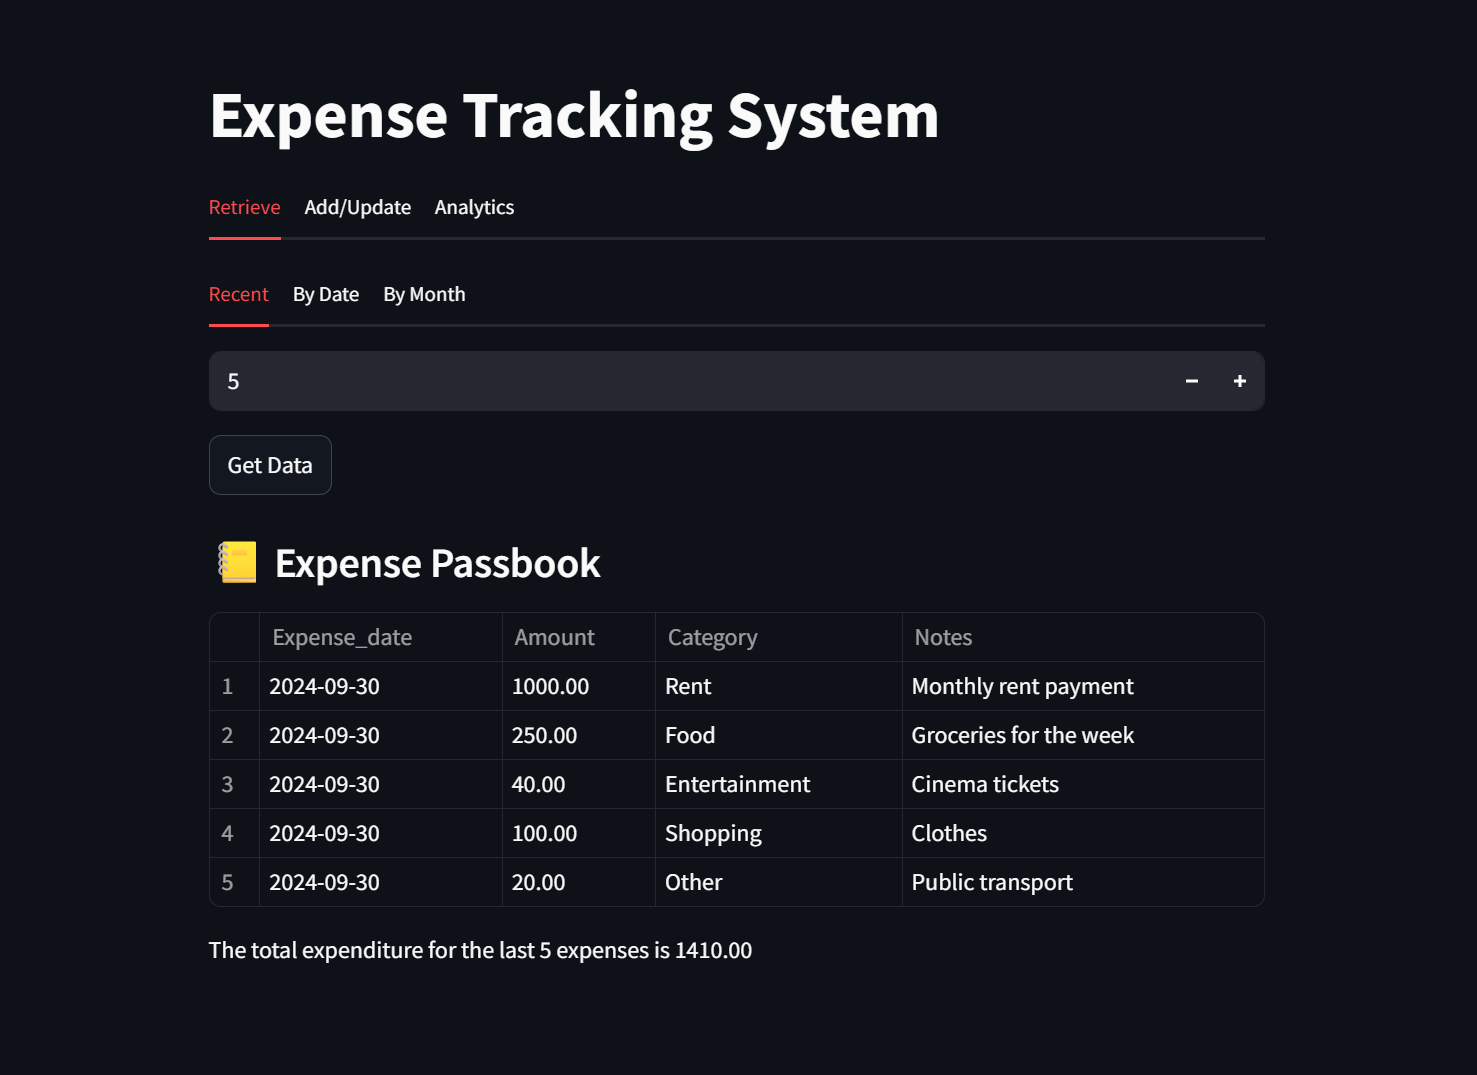 Expense Tracking System
Retrieve Add/Update Analytics
Recent By Date By Month
5 − +
Get Data
Expense Passbook
Expense_date Amount Category Notes
1 2024-09-30 1000.00 Rent Monthly rent payment
2 2024-09-30 250.00 Food Groceries for the week
3 2024-09-30 40.00 Entertainment Cinema tickets
4 2024-09-30 100.00 Shopping Clothes
5 2024-09-30 20.00 Other Public transport
The total expenditure for the last 5 expenses is 1410.00